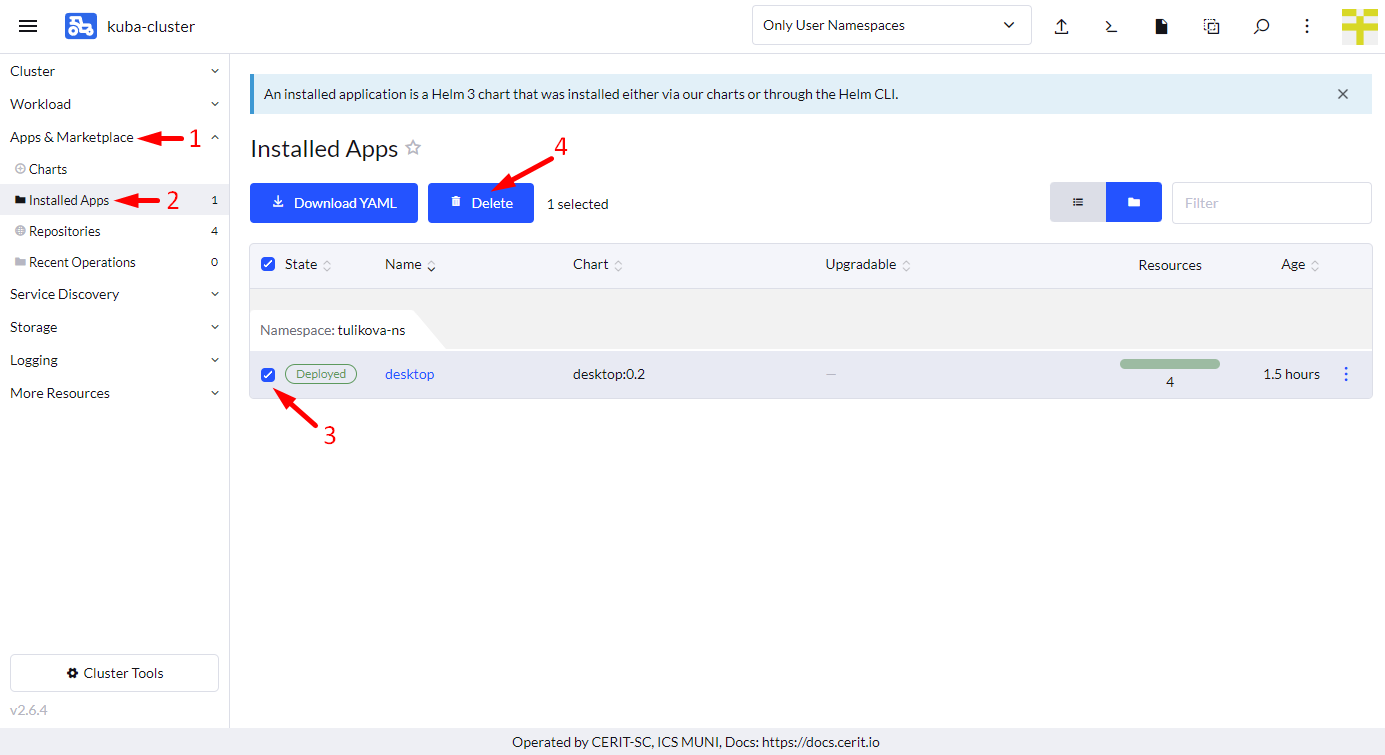 kuba-cluster
Only User Namespaces
Cluster
Workload
Apps & Marketplace 1
Charts
Installed Apps 2 1
Repositories 4
Recent Operations 0
Service Discovery
Storage
Logging
More Resources
Cluster Tools
v2.6.4
An installed application is a Helm 3 chart that was installed either via our charts or through the Helm CLI.
Installed Apps
4
Download YAML Delete 1 selected Filter
State Name Chart Upgradable Resources Age
Namespace: tulikova-ns
Deployed desktop desktop:0.2 — 4 1.5 hours
3
Operated by CERIT-SC, ICS MUNI, Docs: https://docs.cerit.io